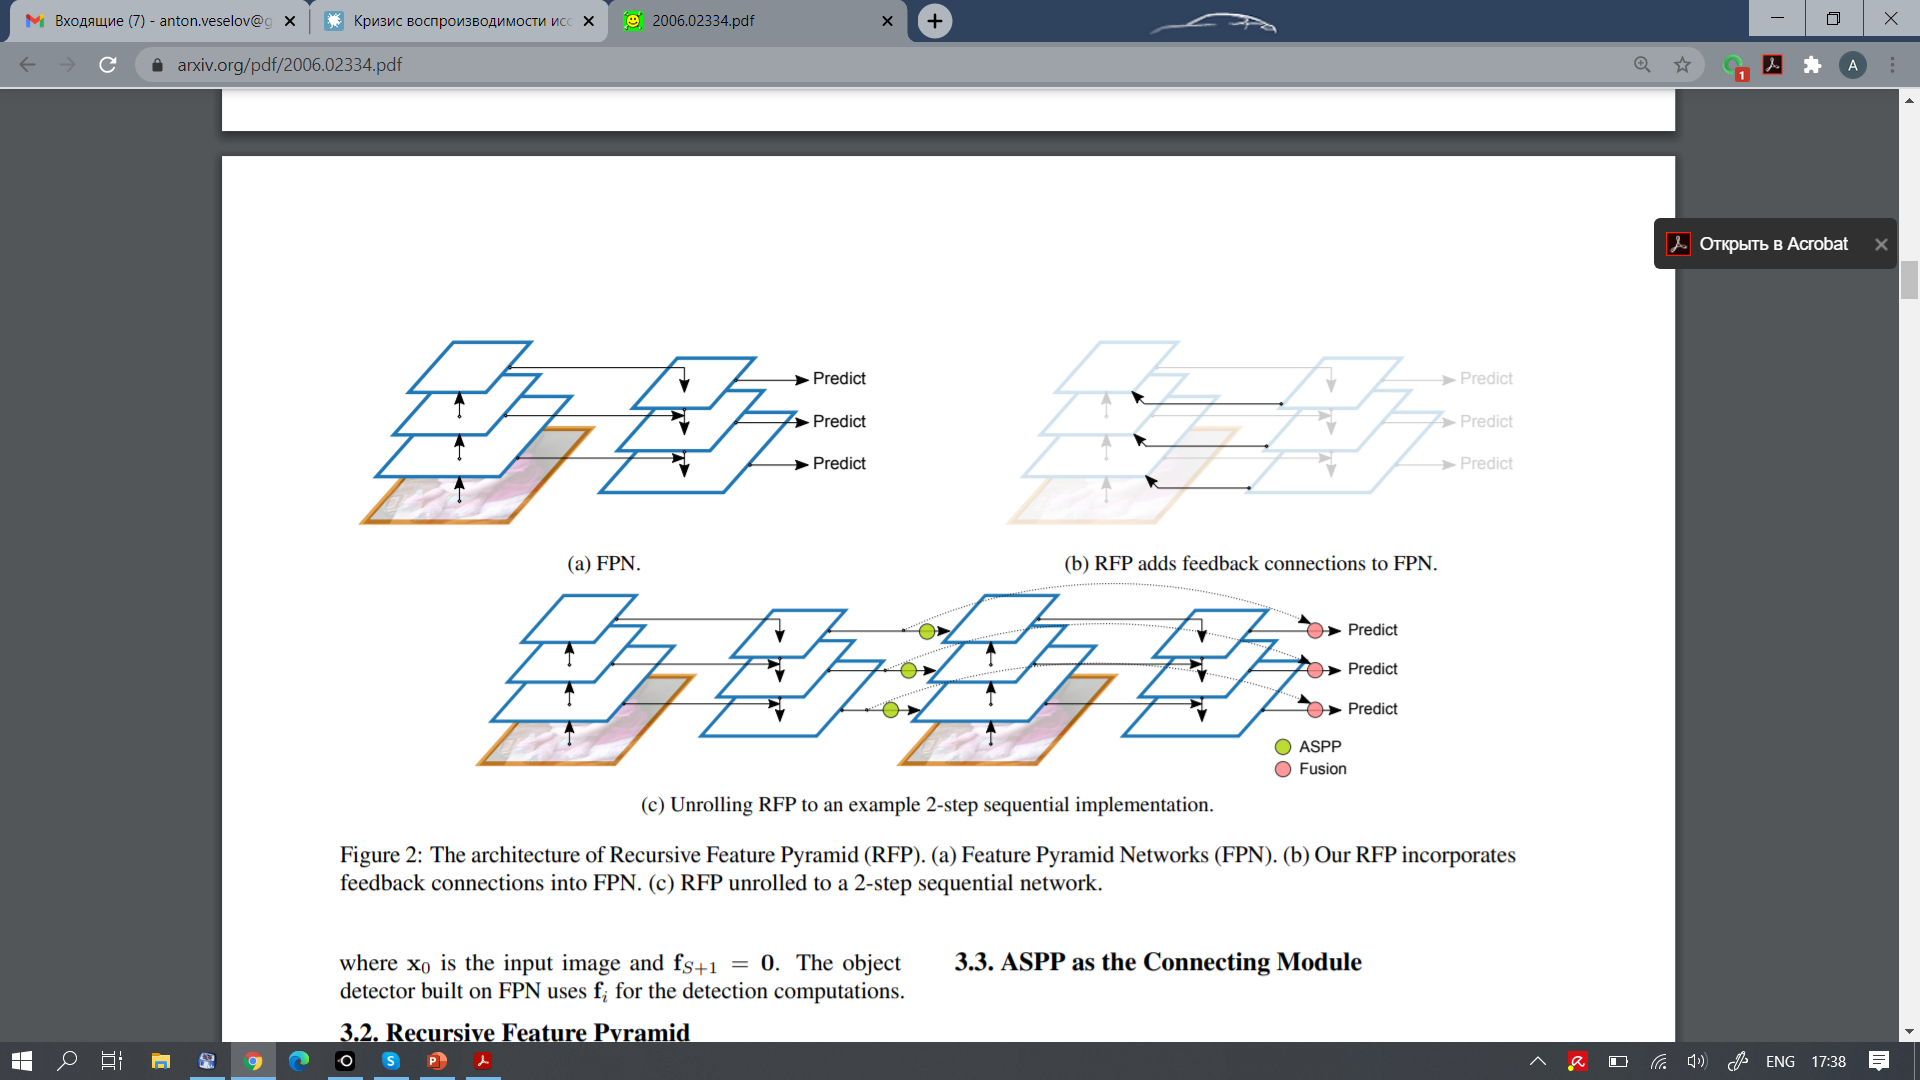 Входящие (7) - anton.veselov@g
Кризис воспроизводимости исс
2006.02334.pdf
arxiv.org/pdf/2006.02334.pdf
1
A
Открыть в Acrobat
Predict
Predict
Predict
Predict
Predict
Predict
(a) FPN.
(b) RFP adds feedback connections to FPN.
Predict
Predict
Predict
ASPP
Fusion
(c) Unrolling RFP to an example 2-step sequential implementation.
Figure 2: The architecture of Recursive Feature Pyramid (RFP). (a) Feature Pyramid Networks (FPN). (b) Our RFP incorporates
feedback connections into FPN. (c) RFP unrolled to a 2-step sequential network.
where x₀ is the input image and f_{S+1} = 0. The object
detector built on FPN uses fᵢ for the detection computations.
3.2. Recursive Feature Pyramid
3.3. ASPP as the Connecting Module
ENG
17:38